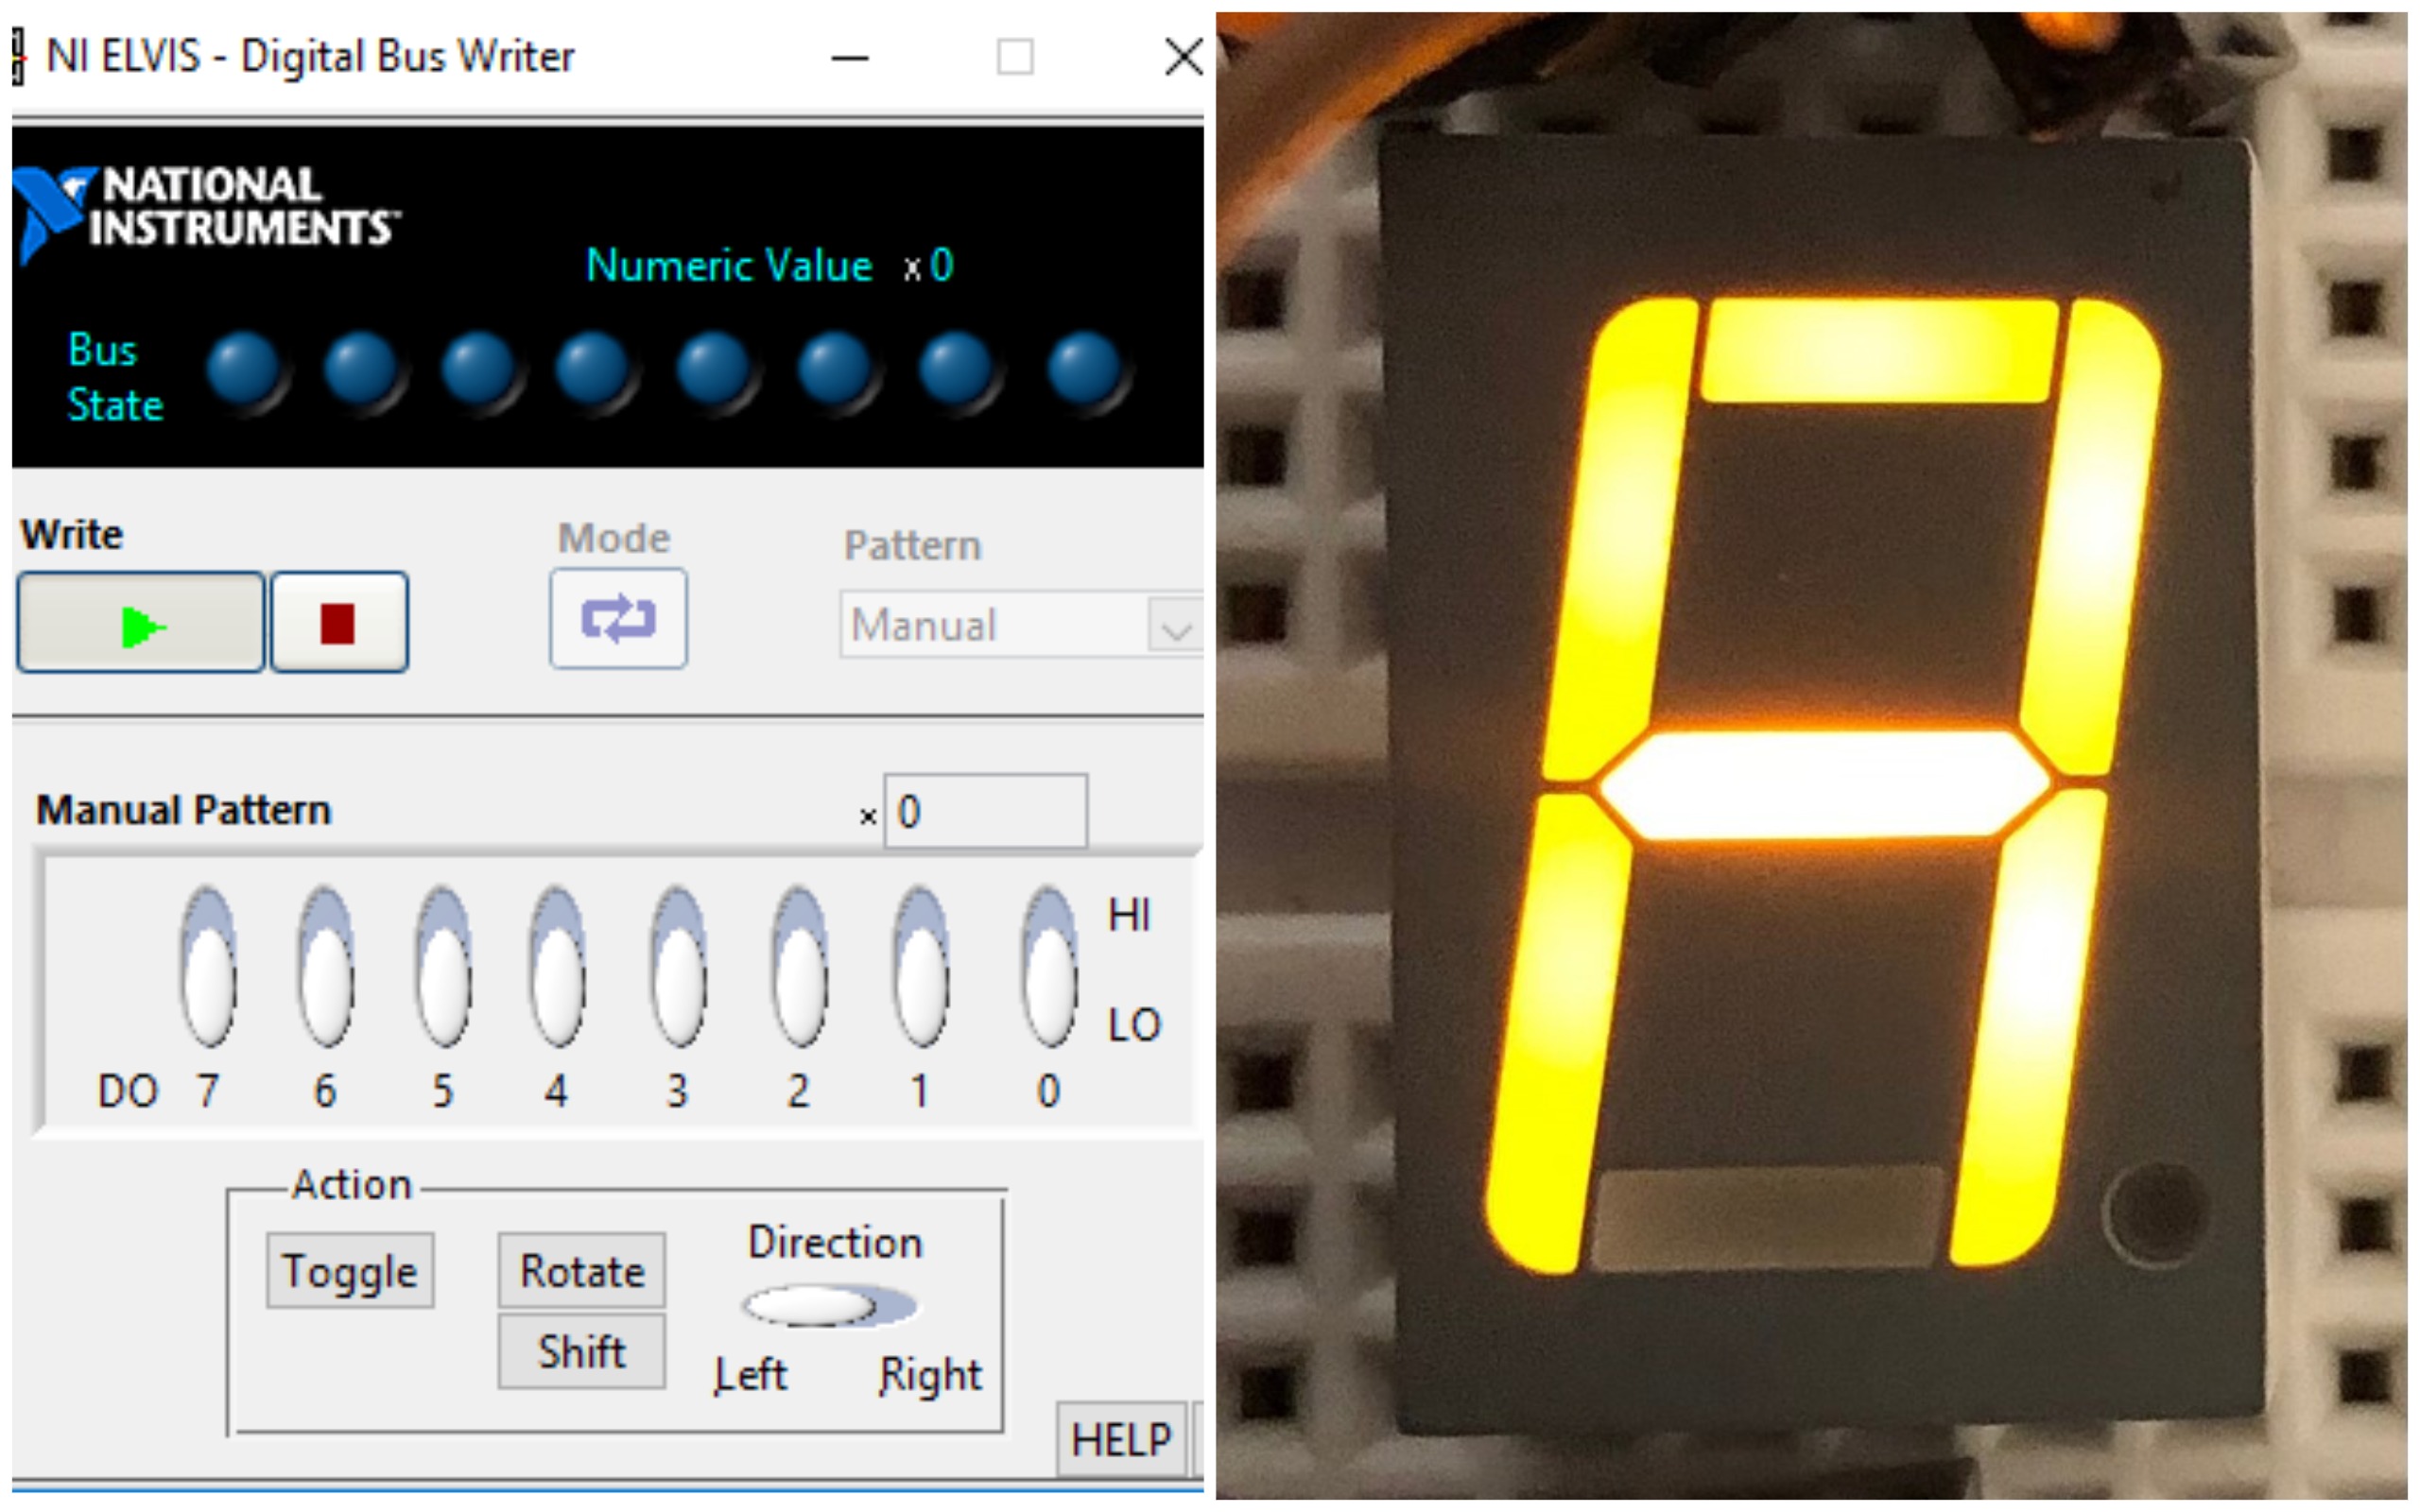 NI ELVIS - Digital Bus Writer
NATIONAL
INSTRUMENTS™
Numeric Value x 0
Bus
State
Write
Mode
Pattern
Manual
Manual Pattern
x 0
HI
LO
DO 7 6 5 4 3 2 1 0
Action
Toggle
Rotate
Shift
Direction
Left Right
HELP
A